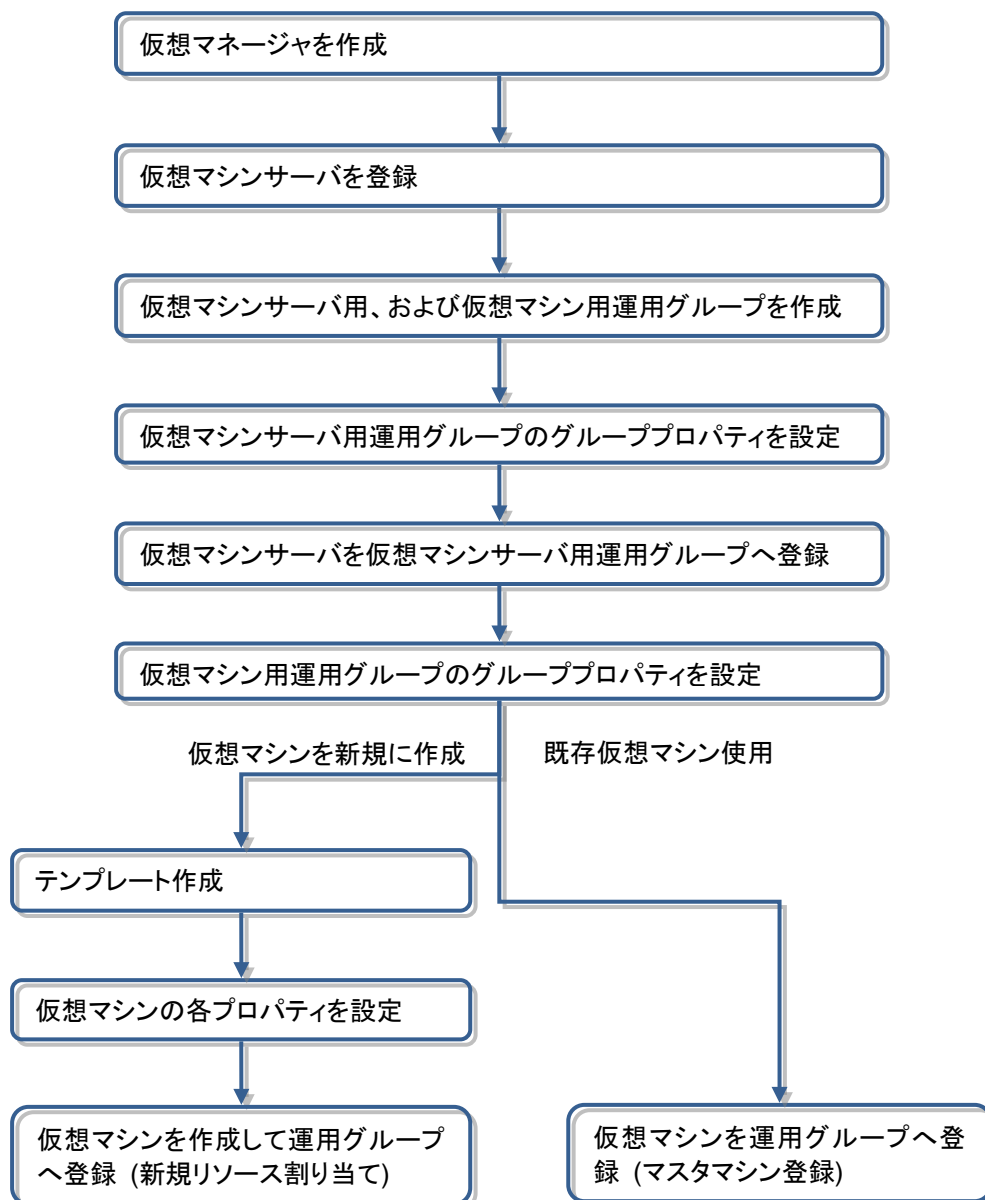 仮想マネージャを作成
仮想マシンサーバを登録
仮想マシンサーバ用、および仮想マシン用運用グループを作成
仮想マシンサーバ用運用グループのグループプロパティを設定
仮想マシンサーバを仮想マシンサーバ用運用グループへ登録
仮想マシン用運用グループのグループプロパティを設定
仮想マシンを新規に作成
既存仮想マシン使用
テンプレート作成
仮想マシンの各プロパティを設定
仮想マシンを作成して運用グループ
へ登録 (新規リソース割り当て)
仮想マシンを運用グループへ登
録 (マスタマシン登録)